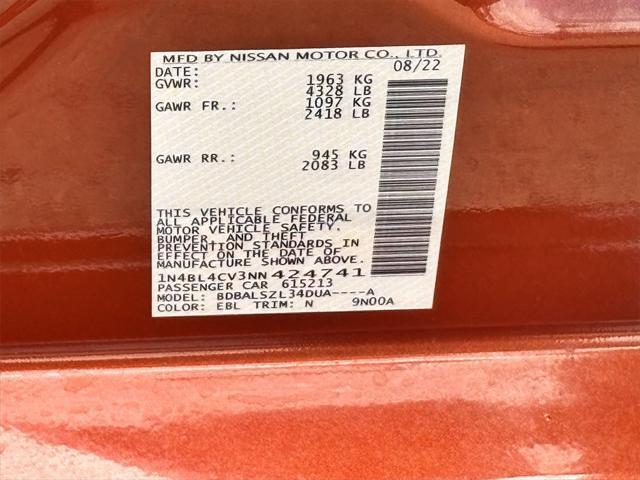 MFD BY NISSAN MOTOR CO., LTD.
DATE: 08/22
GVWR: 1963 KG
4328 LB
GAWR FR.: 1097 KG
2418 LB
GAWR RR.: 945 KG
2083 LB
THIS VEHICLE CONFORMS TO
ALL APPLICABLE FEDERAL
MOTOR VEHICLE SAFETY,
BUMPER, AND THEFT
PREVENTION STANDARDS IN
EFFECT ON THE DATE OF
MANUFACTURE SHOWN ABOVE.
1N4BL4CV3NN424741
PASSENGER CAR 615213
MODEL: BDBALSZL34DUA----A
COLOR: EBL TRIM: N 9N00A